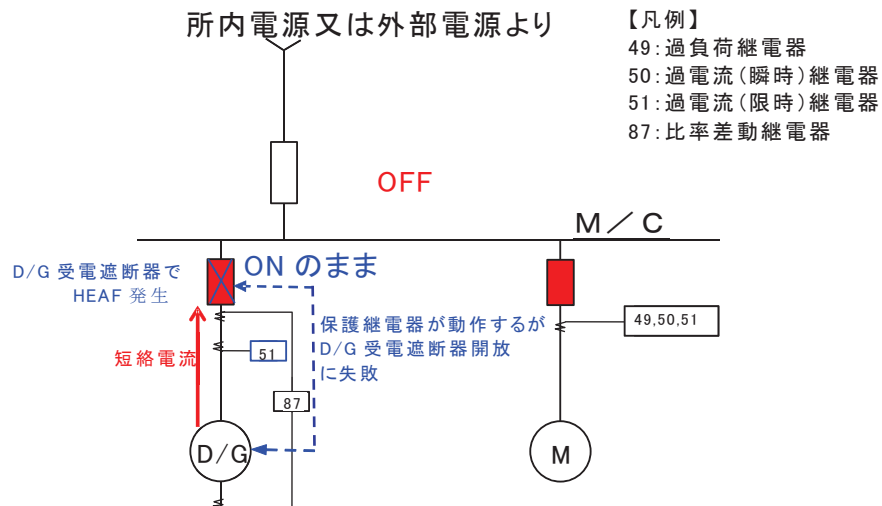 所内電源又は外部電源より
【凡例】
49:過負荷継電器
50:過電流(瞬時)継電器
51:過電流(限時)継電器
87:比率差動継電器
OFF
M/C
D/G 受電遮断器で
HEAF 発生
ON のまま
保護継電器が動作するが
D/G 受電遮断器開放
に失敗
49,50,51
短絡電流
51
87
D/G
M